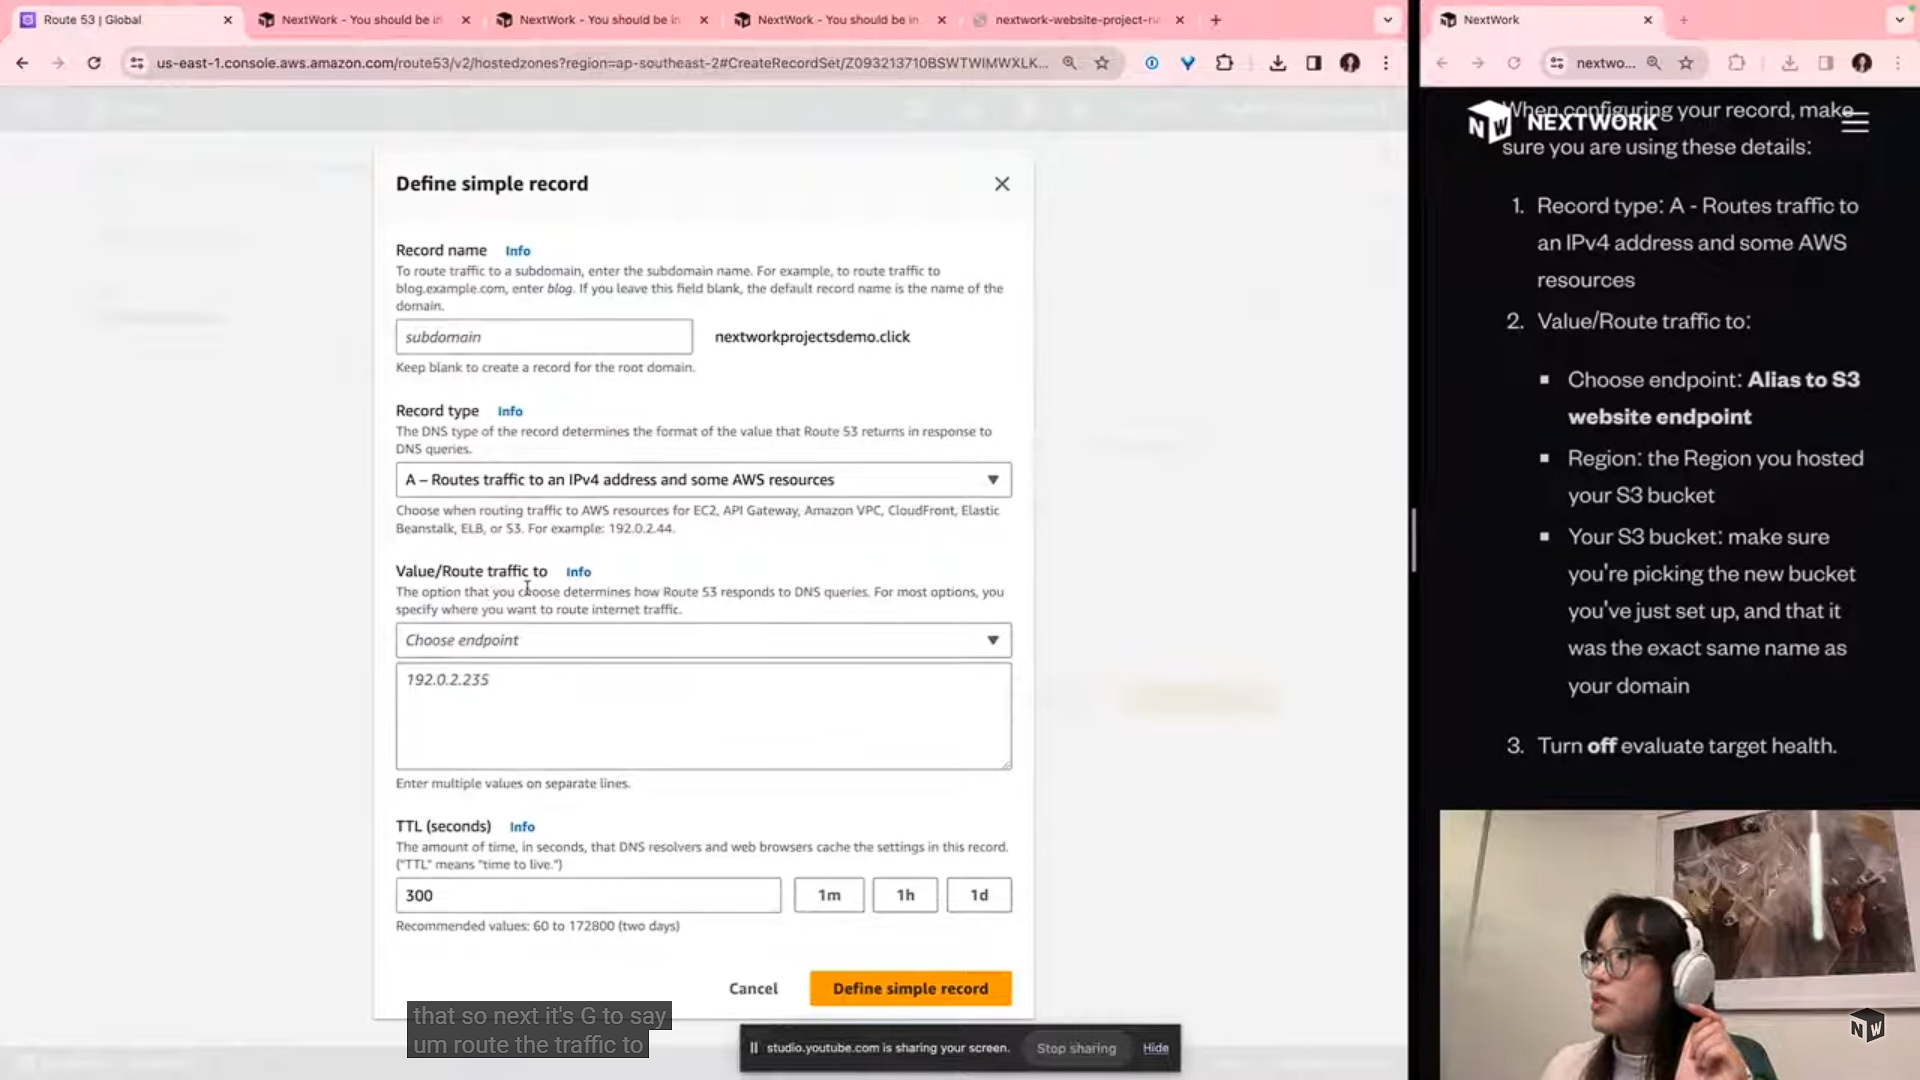 Route 53 | Global
NextWork - You should be in
NextWork - You should be in
NextWork - You should be in
nextwork-website-project-n
NextWork
us-east-1.console.aws.amazon.com/route53/v2/hostedzones?region=ap-southeast-2#CreateRecordSet/Z093213710BSWTWIMWXLK...
nextwo...
Define simple record
Record name Info
To route traffic to a subdomain, enter the subdomain name. For example, to route traffic to
blog.example.com, enter blog. If you leave this field blank, the default record name is the name of the
domain.
subdomain
nextworkprojectsdemo.click
Keep blank to create a record for the root domain.
Record type Info
The DNS type of the record determines the format of the value that Route 53 returns in response to
DNS queries.
A – Routes traffic to an IPv4 address and some AWS resources
Choose when routing traffic to AWS resources for EC2, API Gateway, Amazon VPC, CloudFront, Elastic
Beanstalk, ELB, or S3. For example: 192.0.2.44.
Value/Route traffic to Info
The option that you choose determines how Route 53 responds to DNS queries. For most options, you
specify where you want to route internet traffic.
Choose endpoint
192.0.2.235
Enter multiple values on separate lines.
TTL (seconds) Info
The amount of time, in seconds, that DNS resolvers and web browsers cache the settings in this record.
("TTL" means "time to live.")
300
1m
1h
1d
Recommended values: 60 to 172800 (two days)
Cancel
Define simple record
that so next it's G to say
um route the traffic to
studio.youtube.com is sharing your screen.
Stop sharing
Hide
NEXTWORK
When configuring your record, make
sure you are using these details:
1. Record type: A - Routes traffic to
an IPv4 address and some AWS
resources
2. Value/Route traffic to:
Choose endpoint: Alias to S3
website endpoint
Region: the Region you hosted
your S3 bucket
Your S3 bucket: make sure
you're picking the new bucket
you've just set up, and that it
was the exact same name as
your domain
3. Turn off evaluate target health.
NW